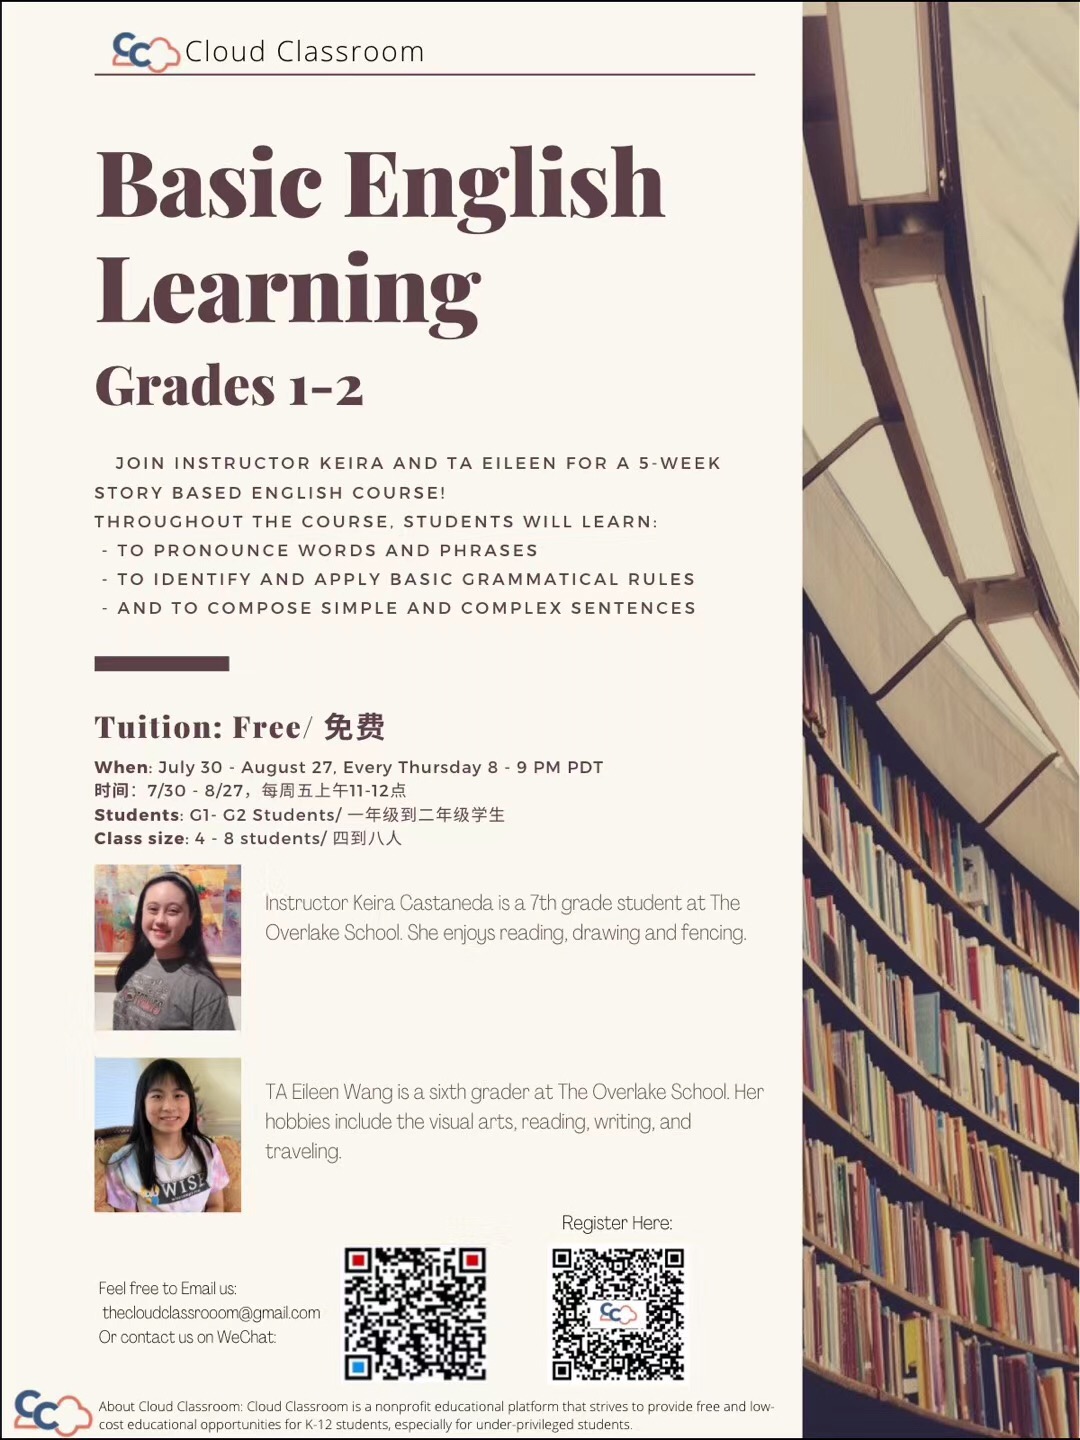 Cloud Classroom
Basic English
Learning
Grades 1-2
JOIN INSTRUCTOR KEIRA AND TA EILEEN FOR A 5-WEEK
STORY BASED ENGLISH COURSE!
THROUGHOUT THE COURSE, STUDENTS WILL LEARN:
- TO PRONOUNCE WORDS AND PHRASES
- TO IDENTIFY AND APPLY BASIC GRAMMATICAL RULES
- AND TO COMPOSE SIMPLE AND COMPLEX SENTENCES
Tuition: Free/ 免费
When: July 30 - August 27, Every Thursday 8 - 9 PM PDT
时间：7/30 - 8/27，每周五上午11-12点
Students: G1- G2 Students/ 一年级到二年级学生
Class size: 4 - 8 students/ 四到八人
Instructor Keira Castaneda is a 7th grade student at The
Overlake School. She enjoys reading, drawing and fencing.
TA Eileen Wang is a sixth grader at The Overlake School. Her
hobbies include the visual arts, reading, writing, and
traveling.
WISE
Register Here:
Feel free to Email us:
thecloudclassrooom@gmail.com
Or contact us on WeChat:
CC
About Cloud Classroom: Cloud Classroom is a nonprofit educational platform that strives to provide free and low-
cost educational opportunities for K-12 students, especially for under-privileged students.